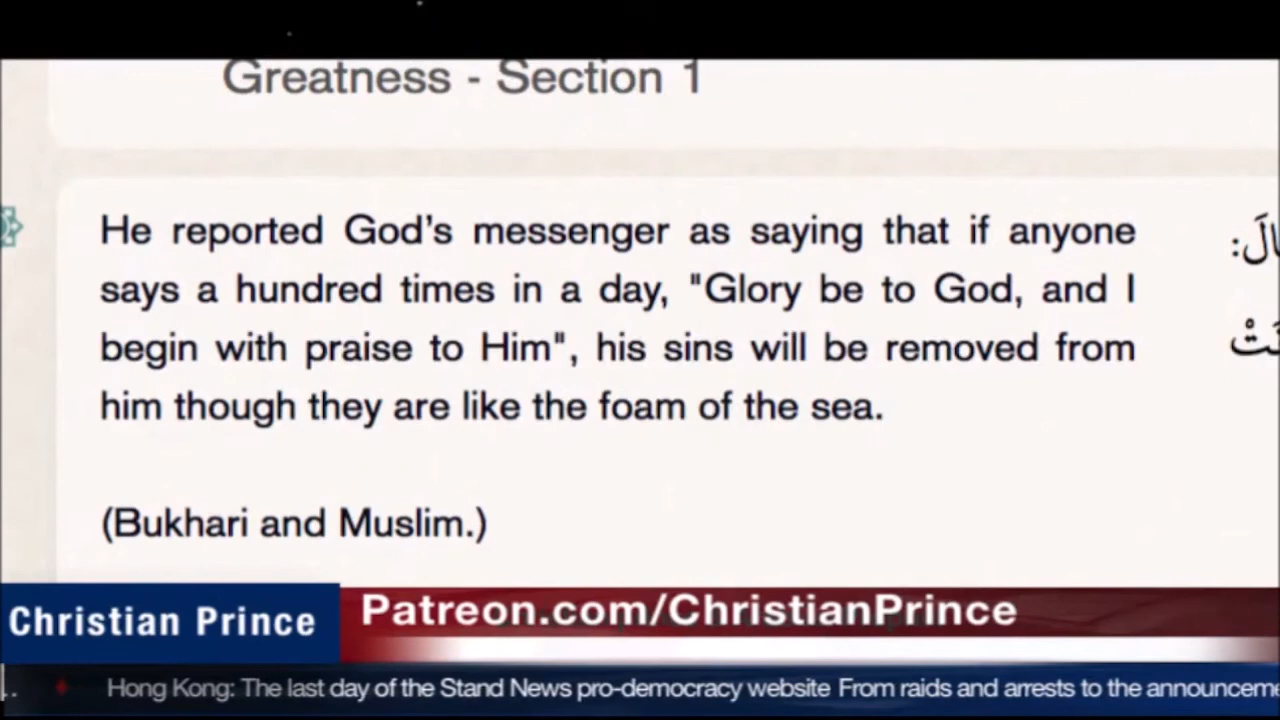 Greatness - Section 1
He reported God's messenger as saying that if anyone
says a hundred times in a day, "Glory be to God, and I
begin with praise to Him", his sins will be removed from
him though they are like the foam of the sea.
(Bukhari and Muslim.)
Christian Prince
Patreon.com/ChristianPrince
Hong Kong: The last day of the Stand News pro-democracy website From raids and arrests to the